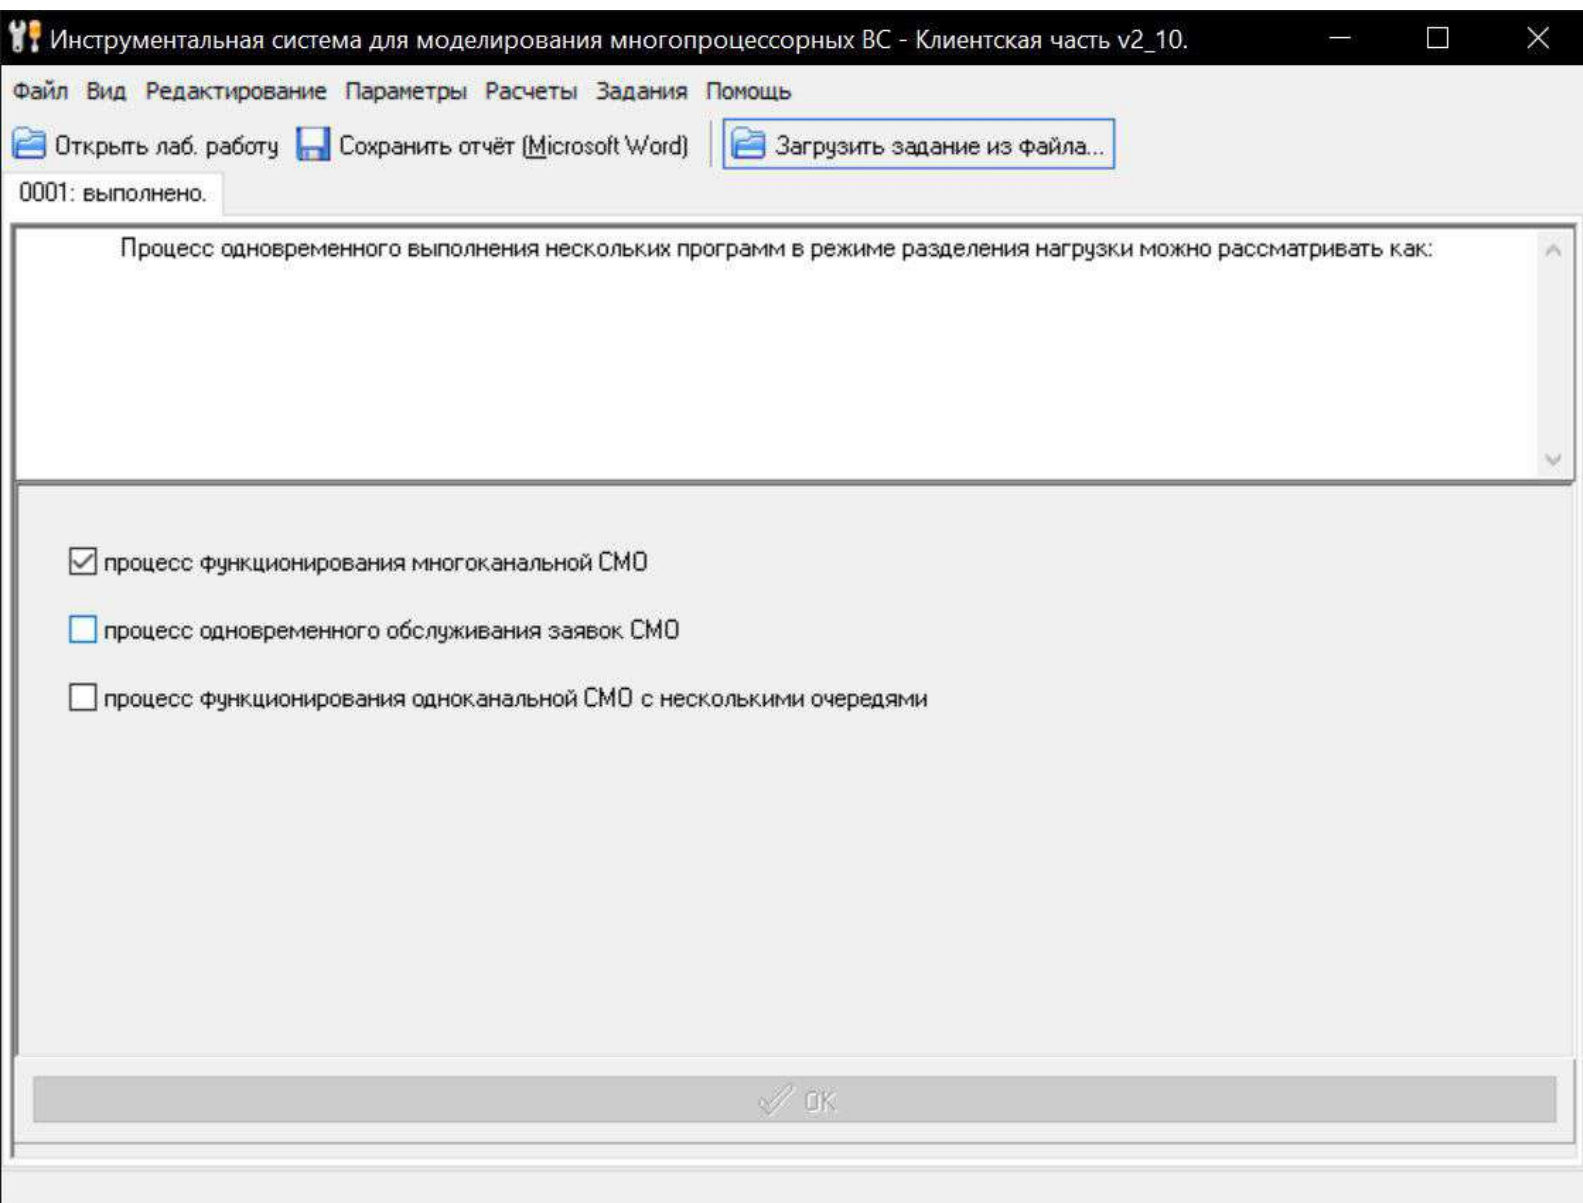 Инструментальная система для моделирования многопроцессорных ВС - Клиентская часть v2_10.
Файл Вид Редактирование Параметры Расчеты Задания Помощь
Открыть лаб. работу Сохранить отчёт (Microsoft Word) Загрузить задание из файла...
0001: выполнено.
Процесс одновременного выполнения нескольких программ в режиме разделения нагрузки можно рассматривать как:
процесс функционирования многоканальной СМО
процесс одновременного обслуживания заявок СМО
процесс функционирования одноканальной СМО с несколькими очередями
OK